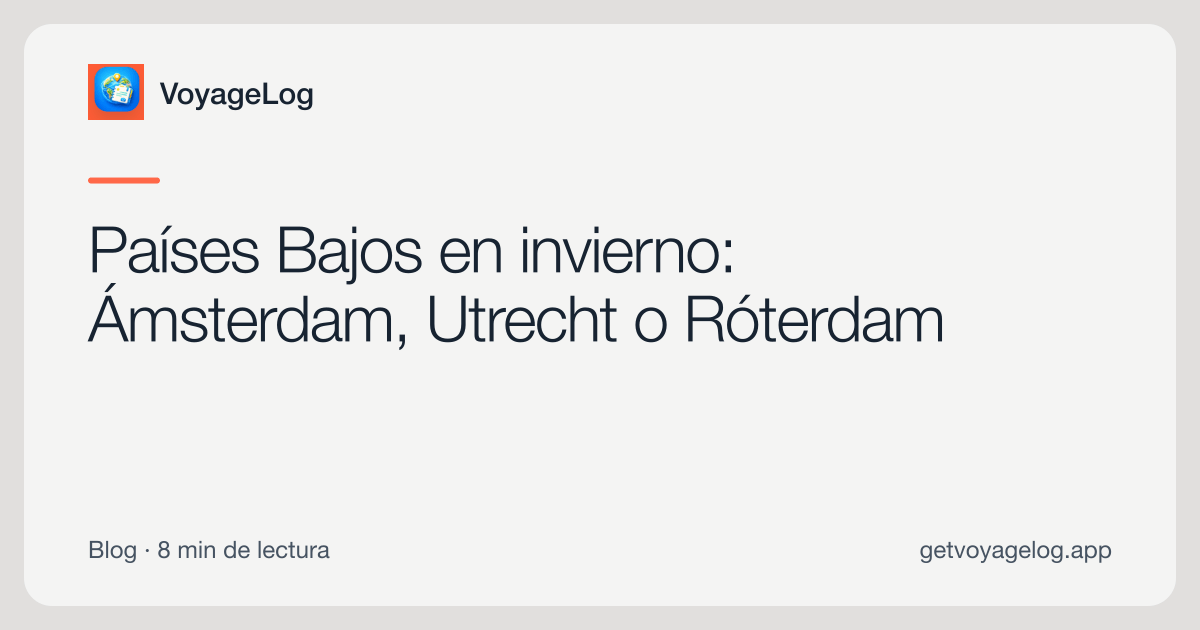 VoyageLog
Países Bajos en invierno:
Ámsterdam, Utrecht o Róterdam
Blog · 8 min de lectura
getvoyagelog.app